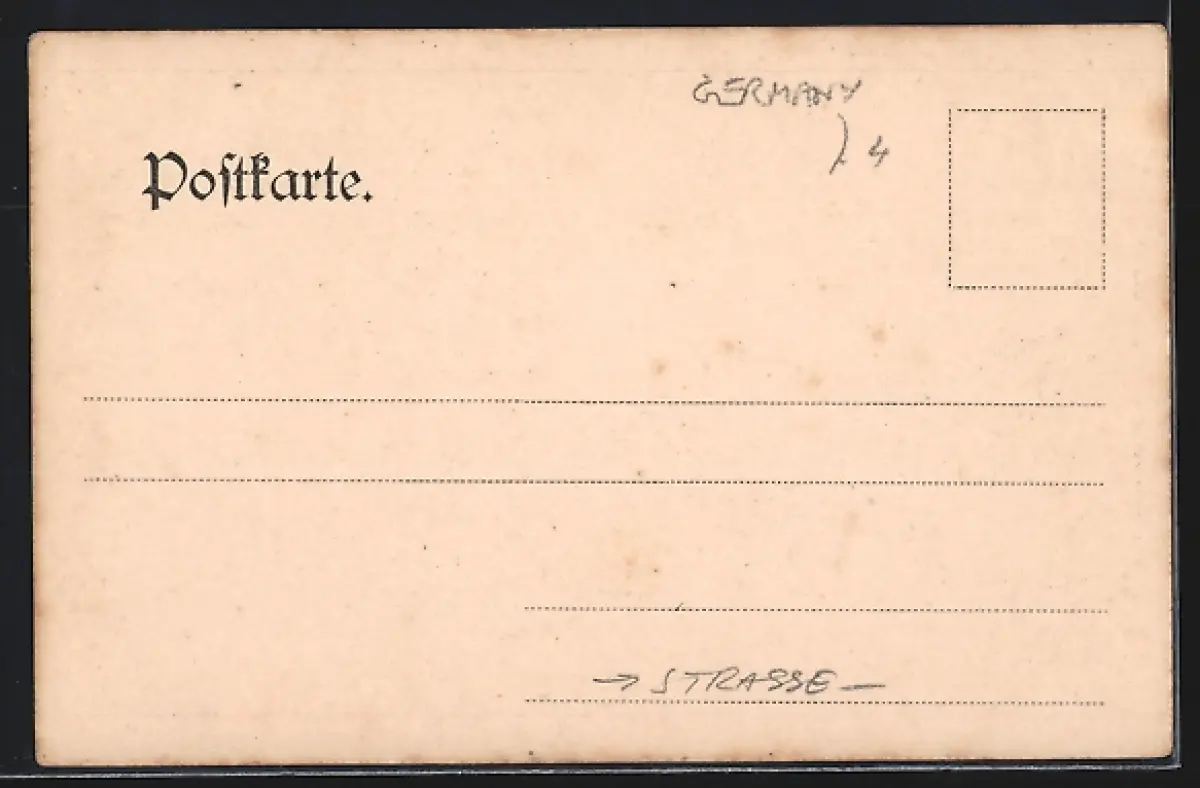 GERMANY
4
Poſtkarte.
→ STRASSE —